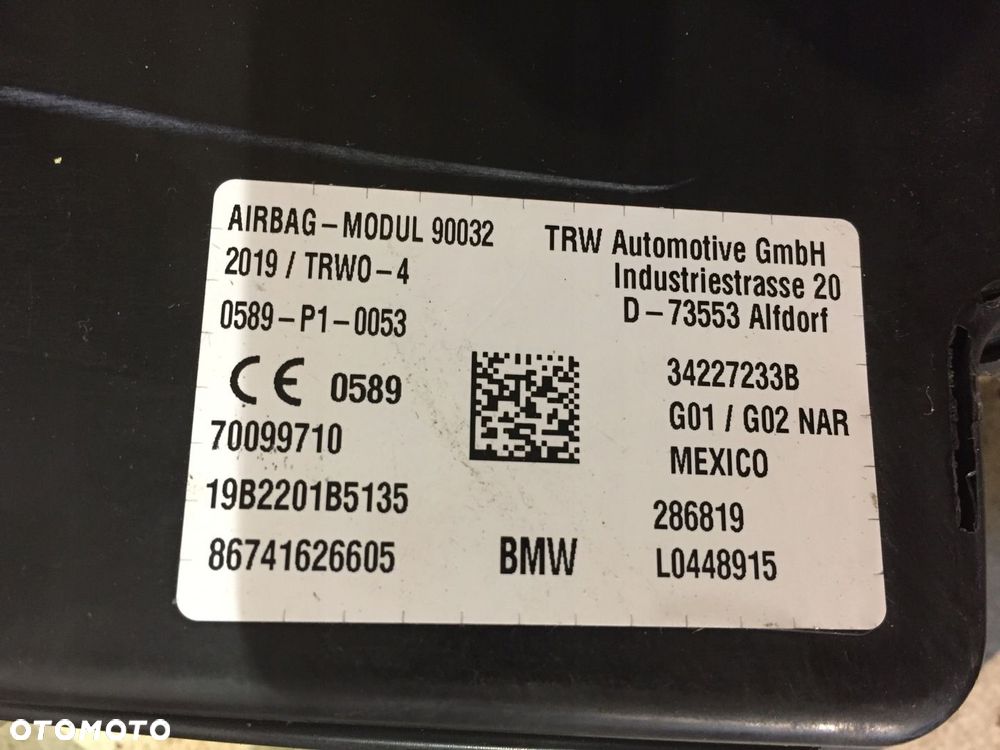 AIRBAG-MODUL 90032
2019 / TRWO-4
0589-P1-0053
CE 0589
70099710
19B2201B5135
86741626605
BMW
TRW Automotive GmbH
Industriestrasse 20
D-73553 Alfdorf
34227233B
G01 / G02 NAR
MEXICO
286819
L0448915
OTOMOTO